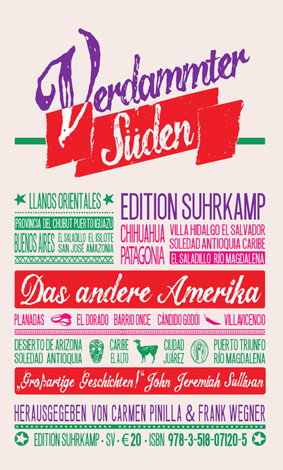 Verdammter
Süden
LLANOS ORIENTALES
PROVINCIA DEL CHUBUT PUERTO IGUAZU
BUENOS AIRES
EL SALADILLO EL ISLOTE
SAN JOSÉ AMAZONIA
EDITION SUHRKAMP
CHIHUAHUA
PATAGONIA
VILLA HIDALGO EL SALVADOR
SOLEDAD ANTIOQUIA CARIBE
EL SALADILLO RÍO MAGDALENA
Das andere Amerika
PLANADAS EL DORADO BARRIO ONCE CÁNDIDO GODÓI VILLAVICENCIO
DESIERTO DE ARIZONA
SOLEDAD ANTIOQUIA
CARIBE
EL ALTO
CIUDAD
JUÁREZ
PUERTO TRIUNFO
RÍO MAGDALENA
„Großartige Geschichten!“ John Jeremiah Sullivan
HERAUSGEGEBEN VON CARMEN PINILLA & FRANK WEGNER
EDITION SUHRKAMP · SV · € 20 · ISBN 978-3-518-07120-5